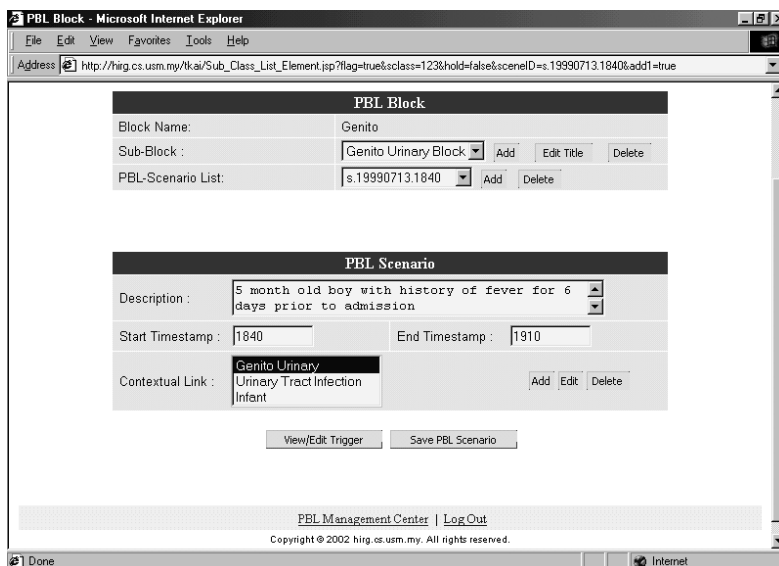 PBL Block - Microsoft Internet Explorer
File Edit View Favorites Tools Help
Address http://hirg.cs.usm.my/tkai/Sub_Class_List_Element.jsp?flag=true&sclass=123&hold=false&sceneID=s.19990713.1840&add1=true
PBL Block
Block Name: Genito
Sub-Block : Genito Urinary Block Add Edit Title Delete
PBL-Scenario List: s.19990713.1840 Add Delete
PBL Scenario
Description : 5 month old boy with history of fever for 6
days prior to admission
Start Timestamp : 1840 End Timestamp : 1910
Genito Urinary
Contextual Link : Urinary Tract Infection Add Edit Delete
Infant
View/Edit Trigger Save PBL Scenario
PBL Management Center | Log Out
Copyright © 2002 hirg.cs.usm.my. All rights reserved.
Done Internet